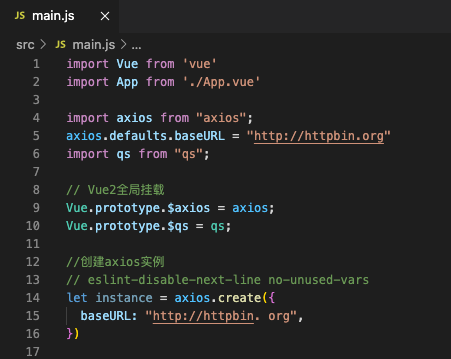 JS main.js ×
src > JS main.js > ...
1 import Vue from 'vue'
2 import App from './App.vue'
3
4 import axios from "axios";
5 axios.defaults.baseURL = "http://httpbin.org"
6 import qs from "qs";
7
8 // Vue2全局挂载
9 Vue.prototype.$axios = axios;
10 Vue.prototype.$qs = qs;
11
12 //创建axios实例
13 // eslint-disable-next-line no-unused-vars
14 let instance = axios.create({
15   baseURL: "http://httpbin. org",
16 })
17